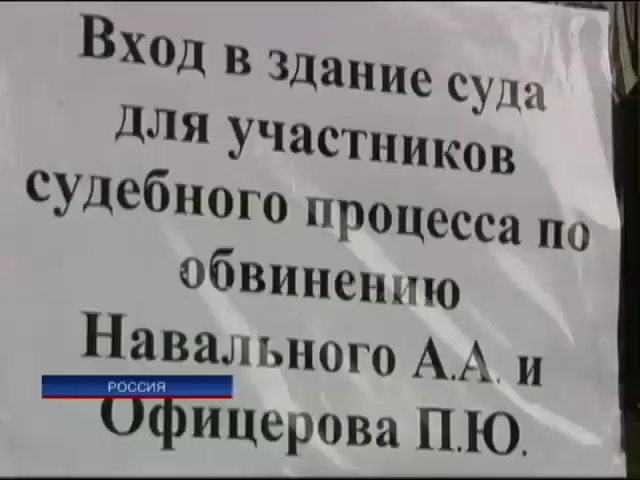 Вход в здание суда
для участников
судебного процесса по
обвинению
Навального А.А. и
РОССИЯ
Офицерова П.Ю.